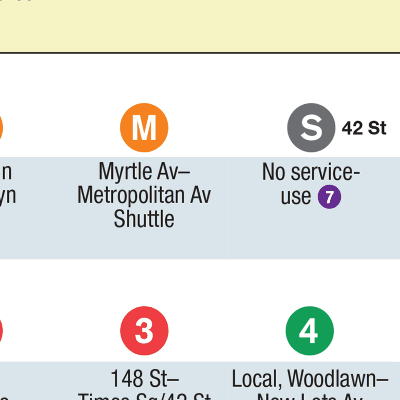 M
S 42 St
Myrtle Av–
Metropolitan Av
Shuttle
No service-
use 7
3
4
148 St–
Local, Woodlawn–